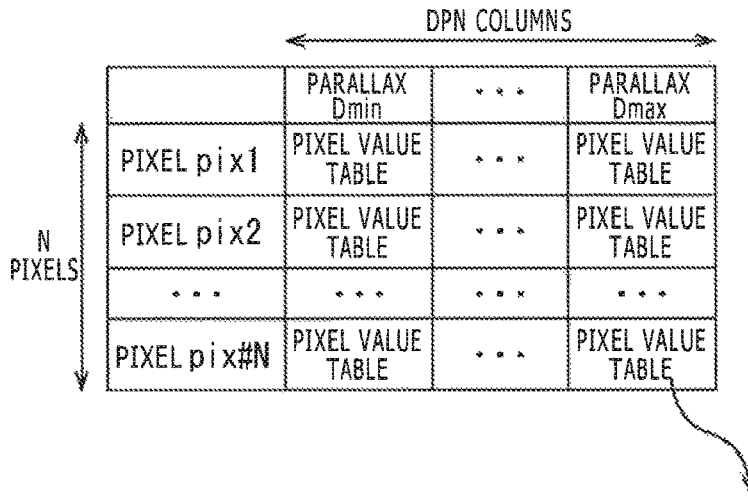 DPN COLUMNS
PARALLAX Dmin ... PARALLAX Dmax
N PIXELS
PIXEL pix1 PIXEL VALUE TABLE ... PIXEL VALUE TABLE
PIXEL pix2 PIXEL VALUE TABLE ... PIXEL VALUE TABLE
... ... ... ...
PIXEL pix#N PIXEL VALUE TABLE ... PIXEL VALUE TABLE